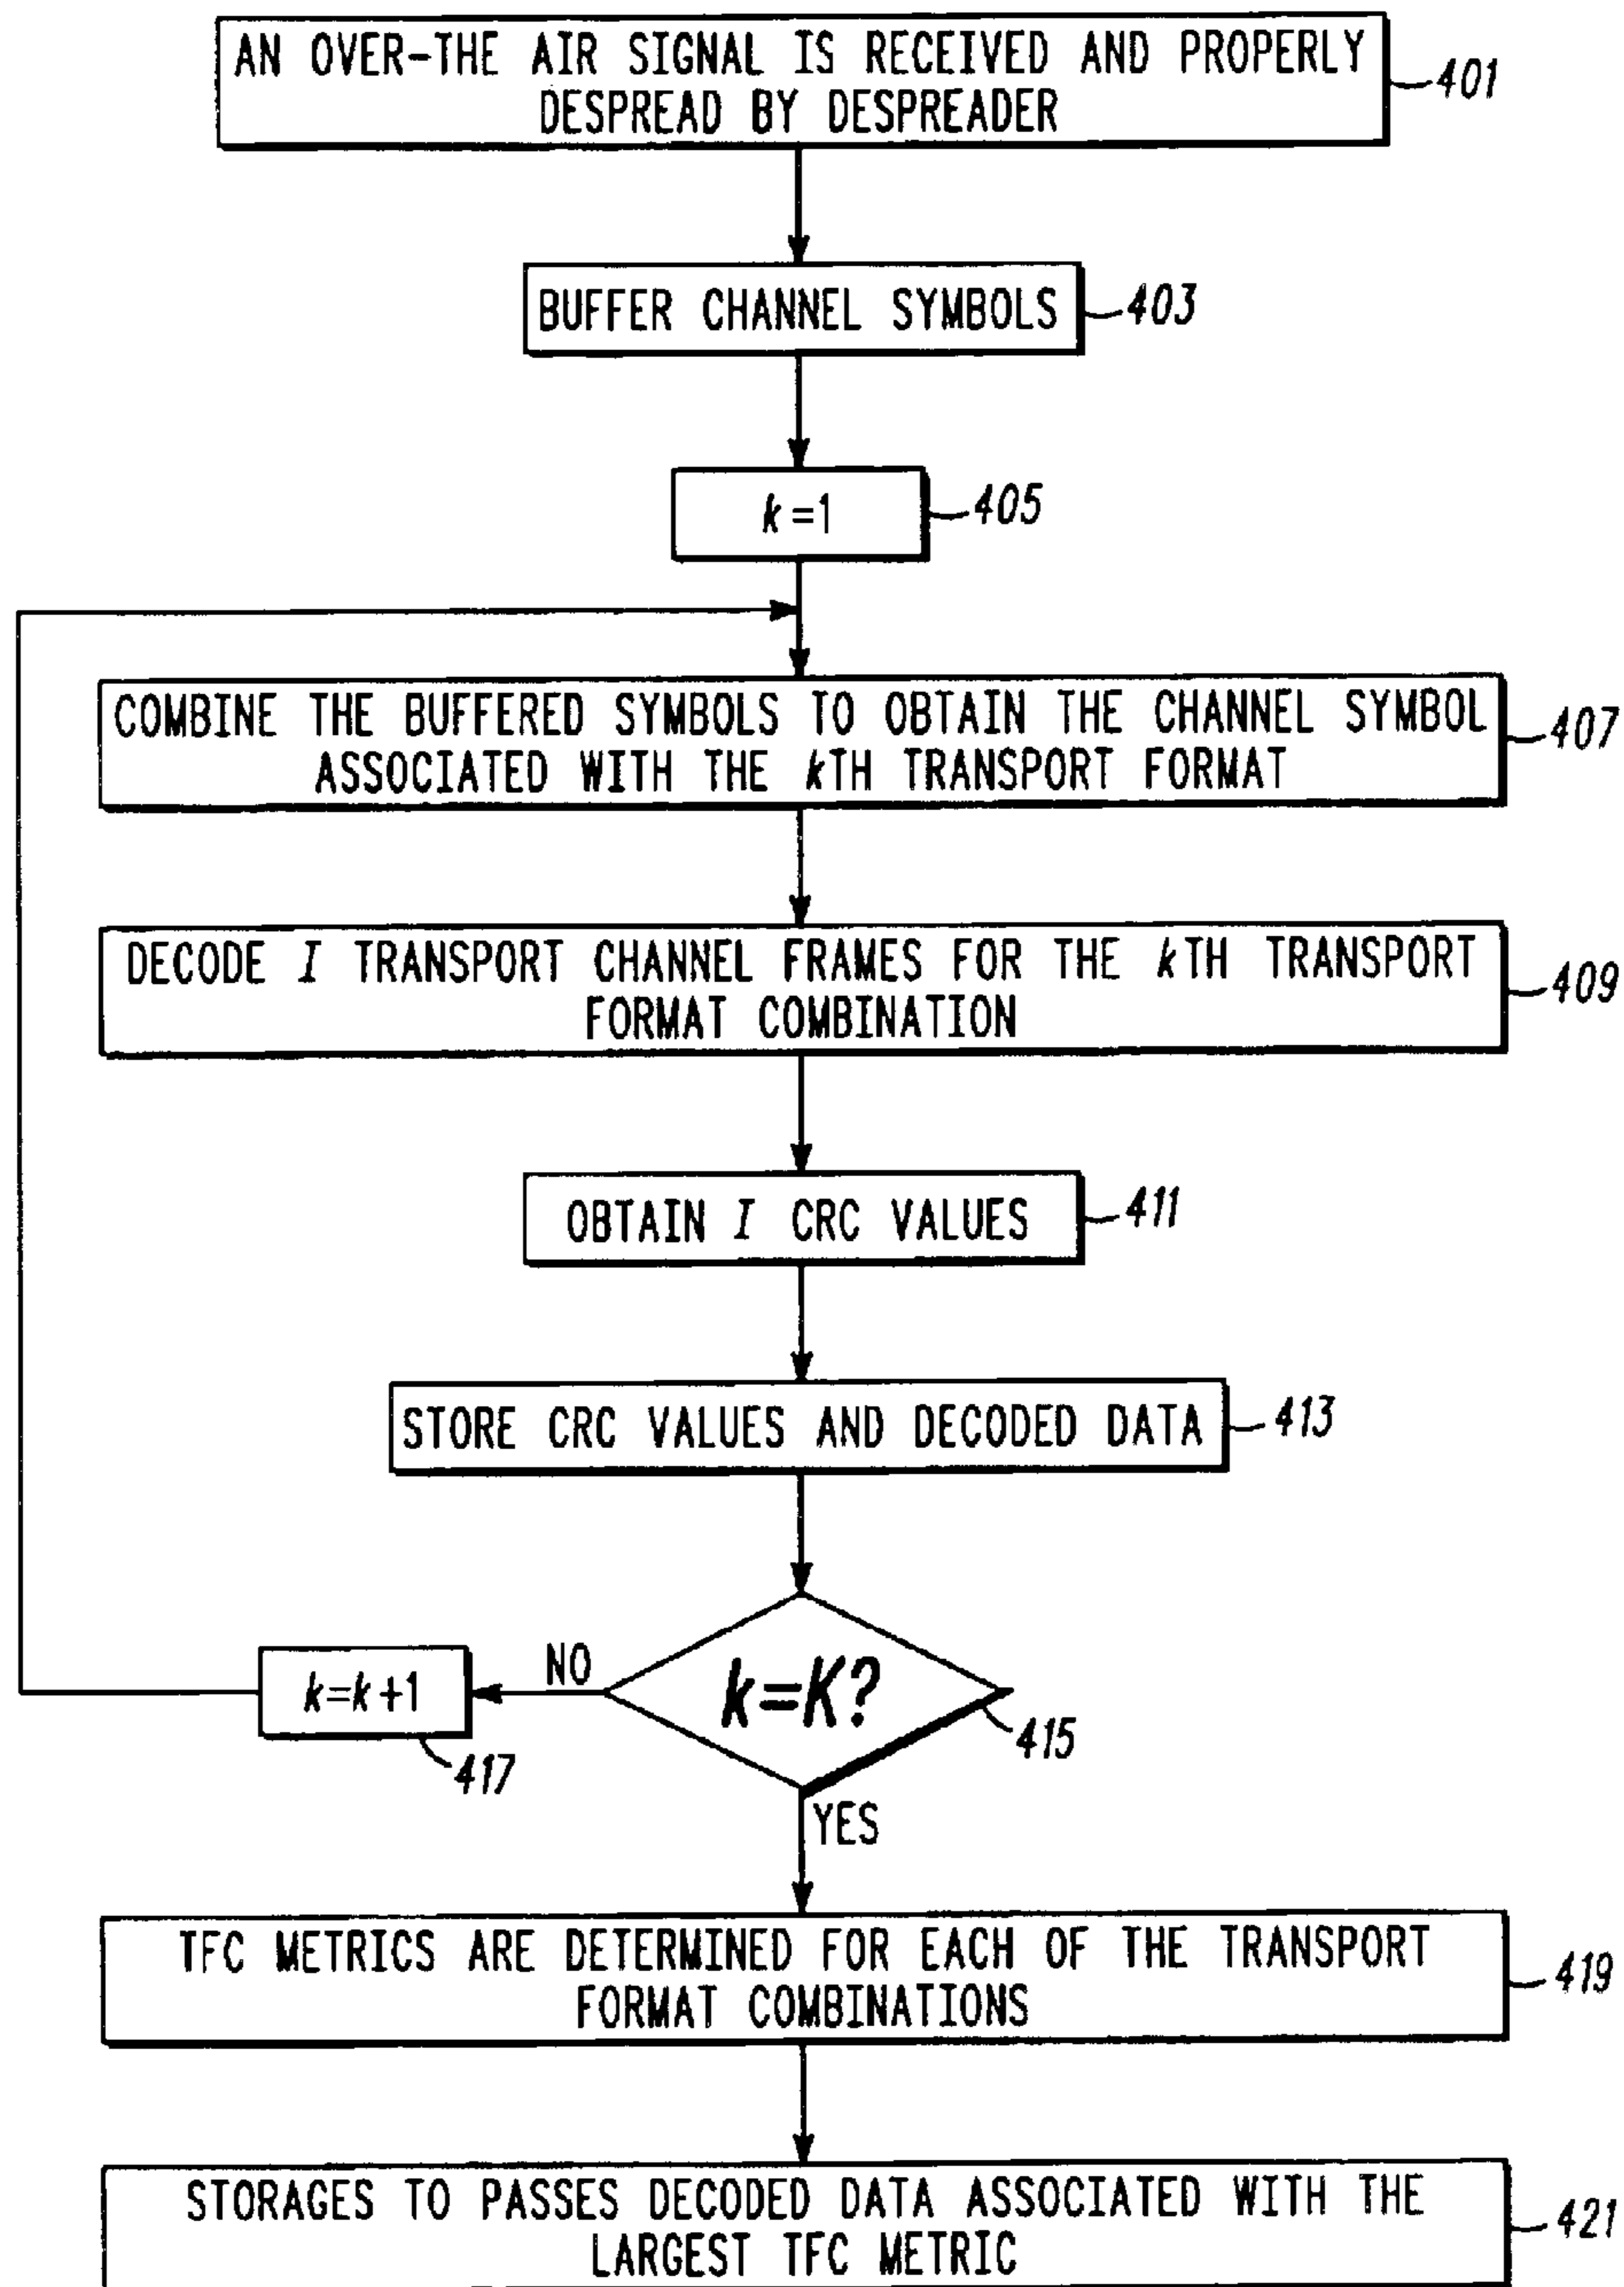 AN OVER-THE AIR SIGNAL IS RECEIVED AND PROPERLY
DESPREAD BY DESPREADER
401
BUFFER CHANNEL SYMBOLS
403
k=1
405
COMBINE THE BUFFERED SYMBOLS TO OBTAIN THE CHANNEL SYMBOL
ASSOCIATED WITH THE kTH TRANSPORT FORMAT
407
DECODE I TRANSPORT CHANNEL FRAMES FOR THE kTH TRANSPORT
FORMAT COMBINATION
409
OBTAIN I CRC VALUES
411
STORE CRC VALUES AND DECODED DATA
413
k=K?
415
NO
k=k+1
417
YES
TFC METRICS ARE DETERMINED FOR EACH OF THE TRANSPORT
FORMAT COMBINATIONS
419
STORAGES TO PASSES DECODED DATA ASSOCIATED WITH THE
LARGEST TFC METRIC
421